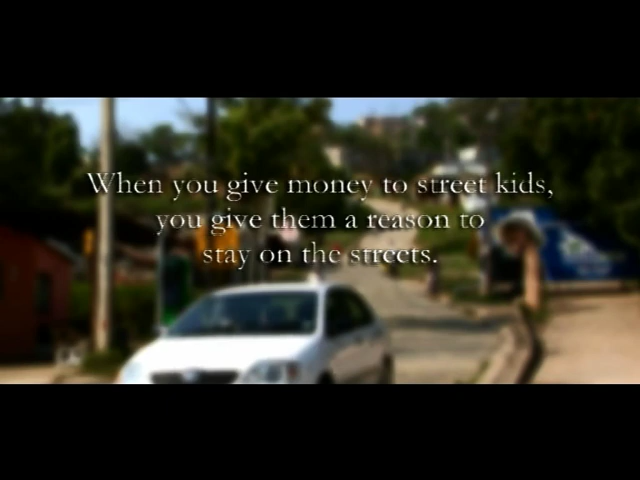 When you give money to street kids,
you give them a reason to
stay on the streets.